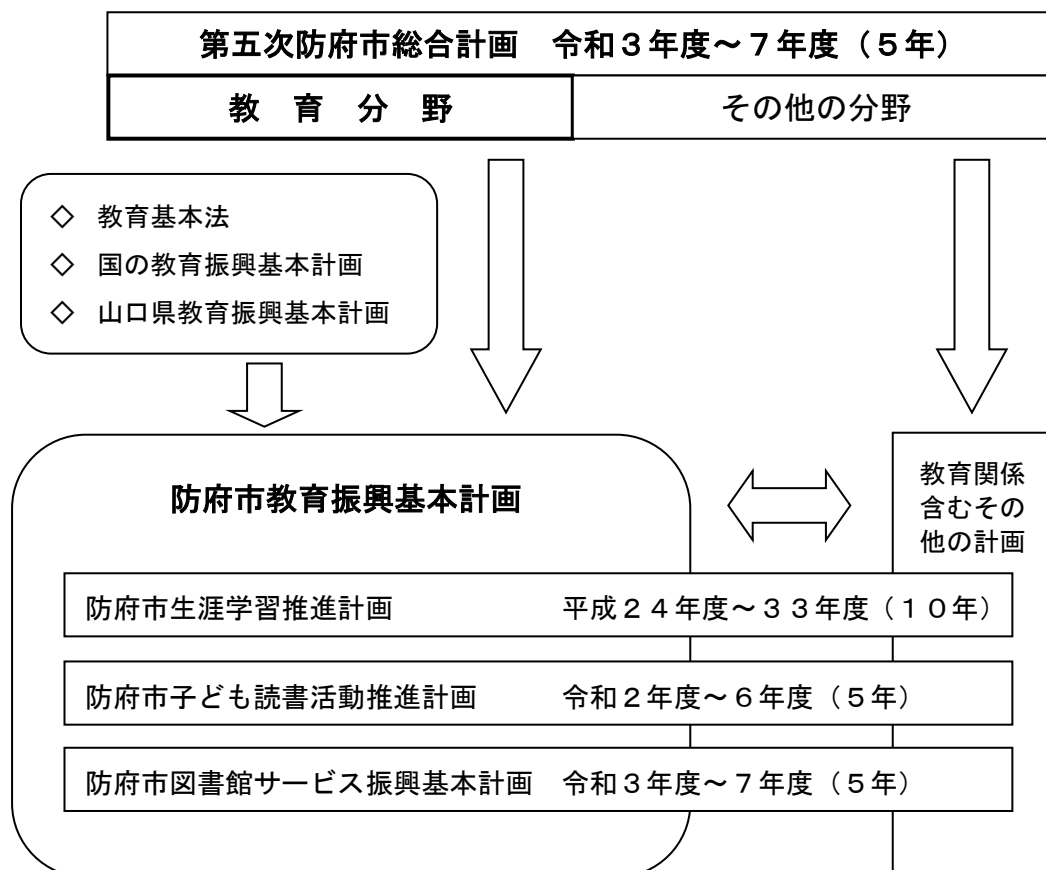 第五次防府市総合計画　令和３年度～７年度（５年）
教　育　分　野
その他の分野
◇　教育基本法
◇　国の教育振興基本計画
◇　山口県教育振興基本計画
防府市教育振興基本計画
教育関係
含むその
他の計画
防府市生涯学習推進計画　平成２４年度～３３年度（１０年）
防府市子ども読書活動推進計画　令和２年度～６年度（５年）
防府市図書館サービス振興基本計画　令和３年度～７年度（５年）